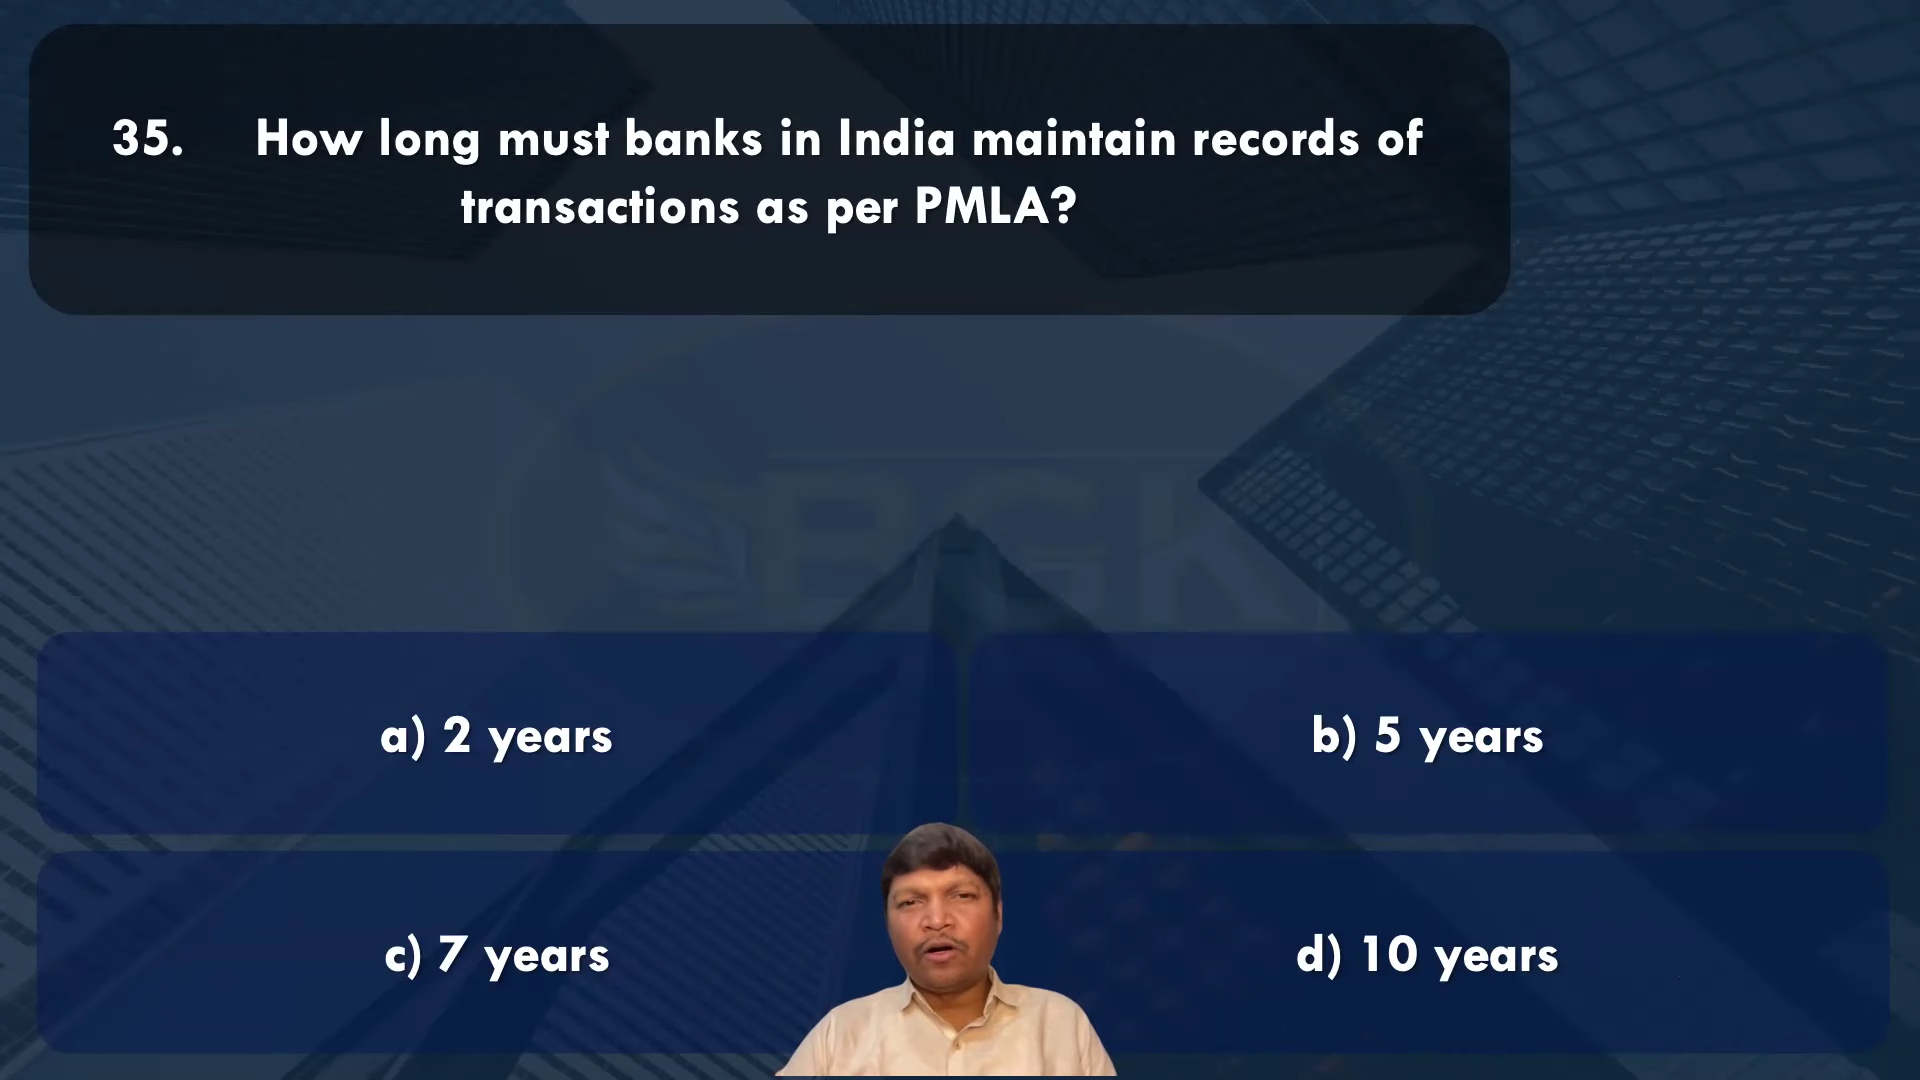 35. How long must banks in India maintain records of
transactions as per PMLA?
BGK
a) 2 years
b) 5 years
c) 7 years
d) 10 years